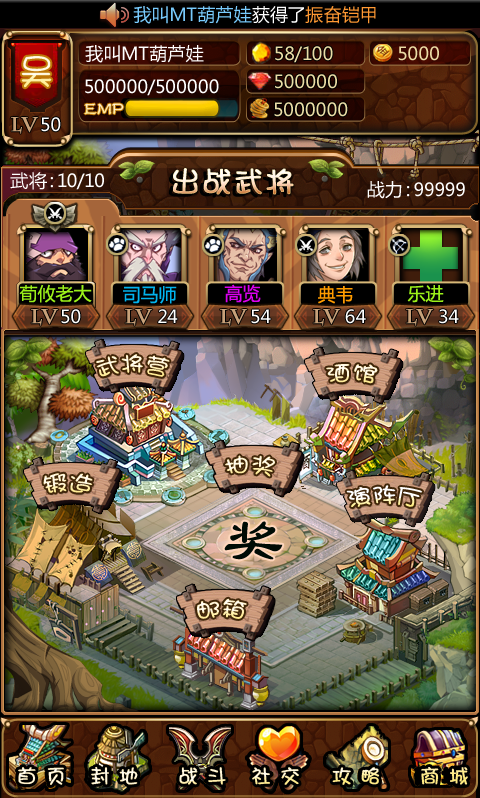 我叫MT葫芦娃获得了振奋铠甲
我叫MT葫芦娃
58/100
5000
500000/500000
500000
EMP
5000000
LV 50
武将:10/10
出战武将
战力:99999
荀攸老大
司马师
高览
典韦
乐进
LV 50
LV 24
LV 54
LV 64
LV 34
武将营
酒馆
锻造
抽奖
演阵厅
奖
邮箱
首页
封地
战斗
社交
攻略
商城